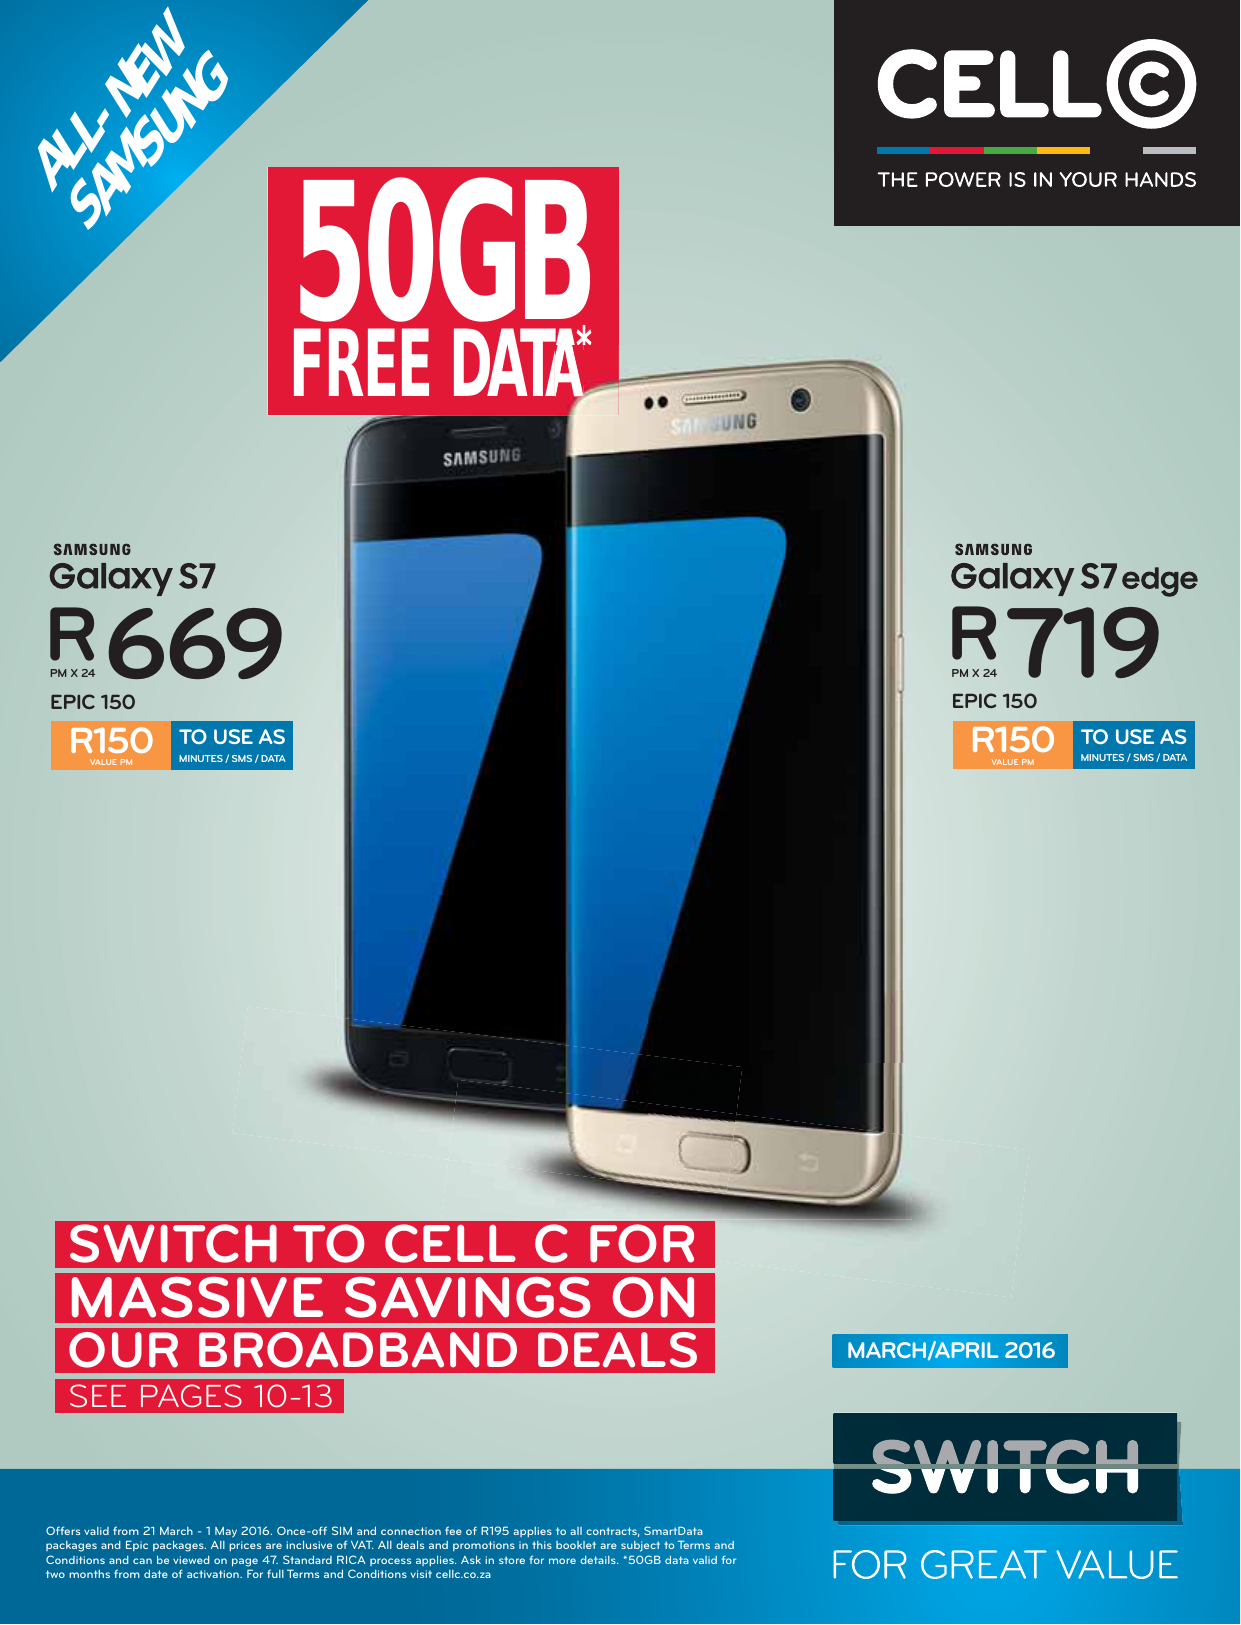 ALL- NEW
SAMSUNG
CELL C
THE POWER IS IN YOUR HANDS
50GB
FREE DATA*
SAMSUNG
SAMSUNG
SAMSUNG
Galaxy S7
R669
PM X 24
EPIC 150
R150
VALUE PM
TO USE AS
MINUTES / SMS / DATA
SAMSUNG
Galaxy S7 edge
R719
PM X 24
EPIC 150
R150
VALUE PM
TO USE AS
MINUTES / SMS / DATA
SWITCH TO CELL C FOR
MASSIVE SAVINGS ON
OUR BROADBAND DEALS
SEE PAGES 10-13
MARCH/APRIL 2016
SWITCH
FOR GREAT VALUE
Offers valid from 21 March - 1 May 2016. Once-off SIM and connection fee of R195 applies to all contracts, SmartData
packages and Epic packages. All prices are inclusive of VAT. All deals and promotions in this booklet are subject to Terms and
Conditions and can be viewed on page 47. Standard RICA process applies. Ask in store for more details. *50GB data valid for
two months from date of activation. For full Terms and Conditions visit cellc.co.za